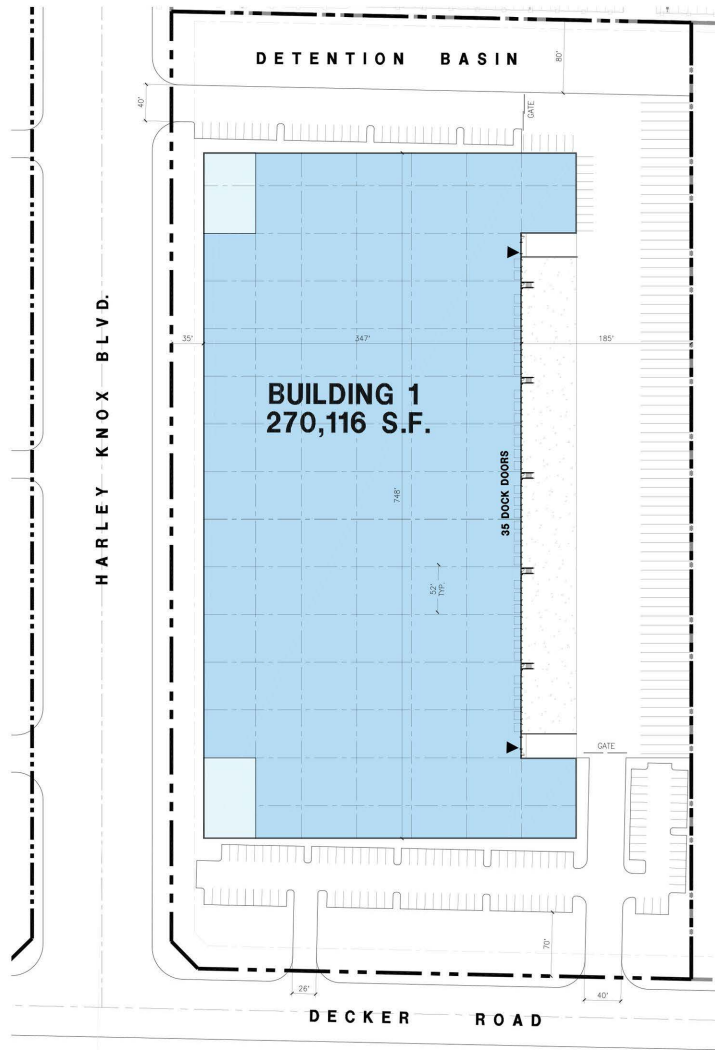 DETENTION BASIN
80'
40'
GATE
HARLEY KNOX BLVD.
35'
347'
185'
BUILDING 1
270,116 S.F.
35 DOCK DOORS
748'
52'
TYP.
GATE
70'
26'
40'
DECKER ROAD